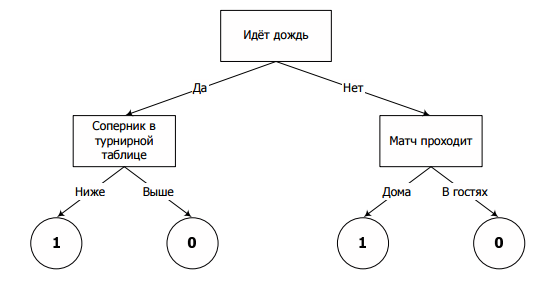 Идёт дождь
Да
Нет
Соперник в
турнирной
таблице
Матч проходит
Ниже
Выше
Дома
В гостях
1
0
1
0